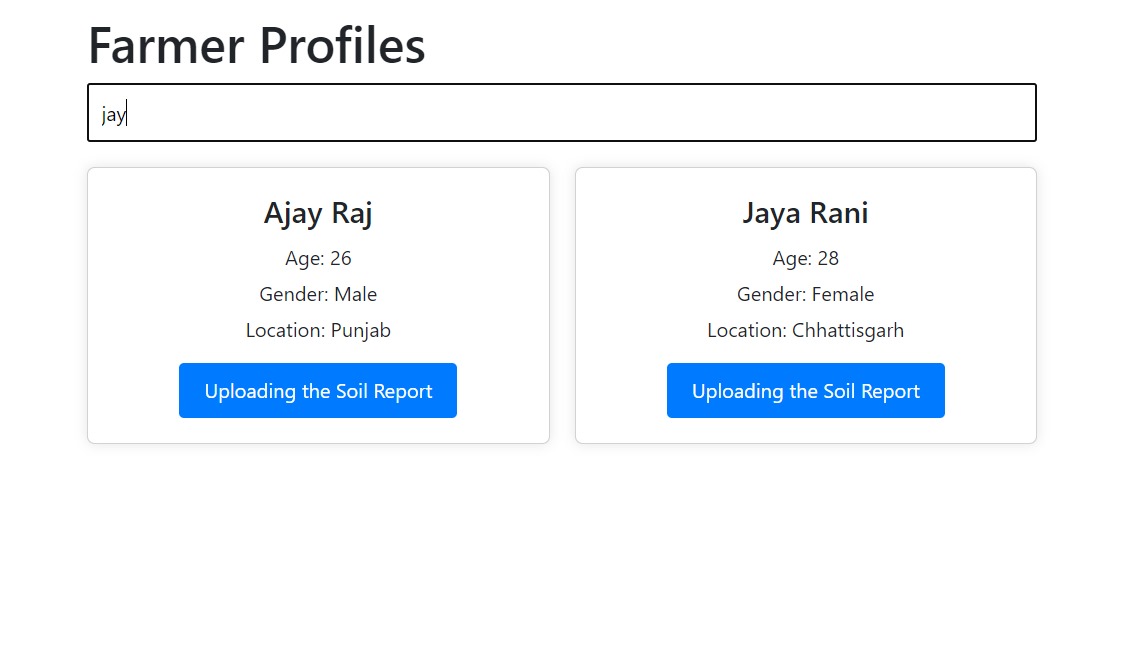 Farmer Profiles
jay
Ajay Raj
Age: 26
Gender: Male
Location: Punjab
Uploading the Soil Report
Jaya Rani
Age: 28
Gender: Female
Location: Chhattisgarh
Uploading the Soil Report